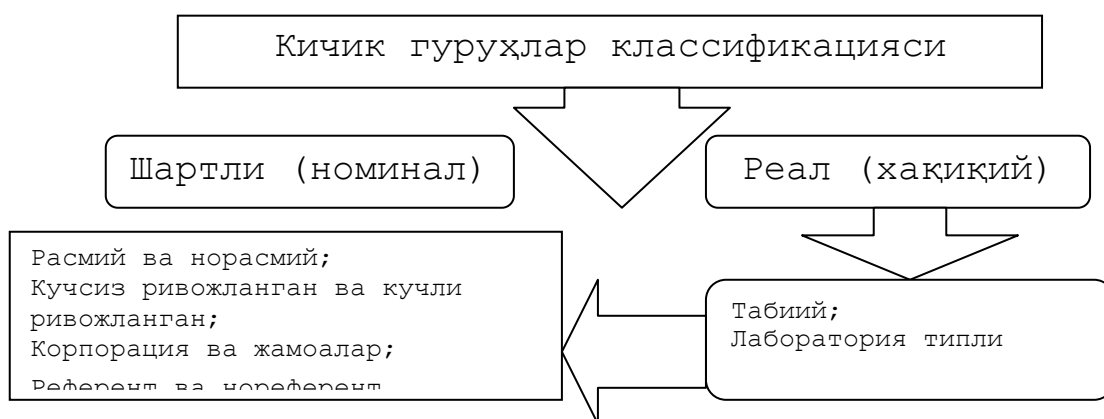 Кичик гуруҳлар классификацияси
Шартли (номинал)
Реал (хақиқий)
Расмий ва норасмий;
Кучсиз ривожланган ва кучли
ривожланган;
Корпорация ва жамоалар;
Референт ва нореферент
Табиий;
Лаборатория типли